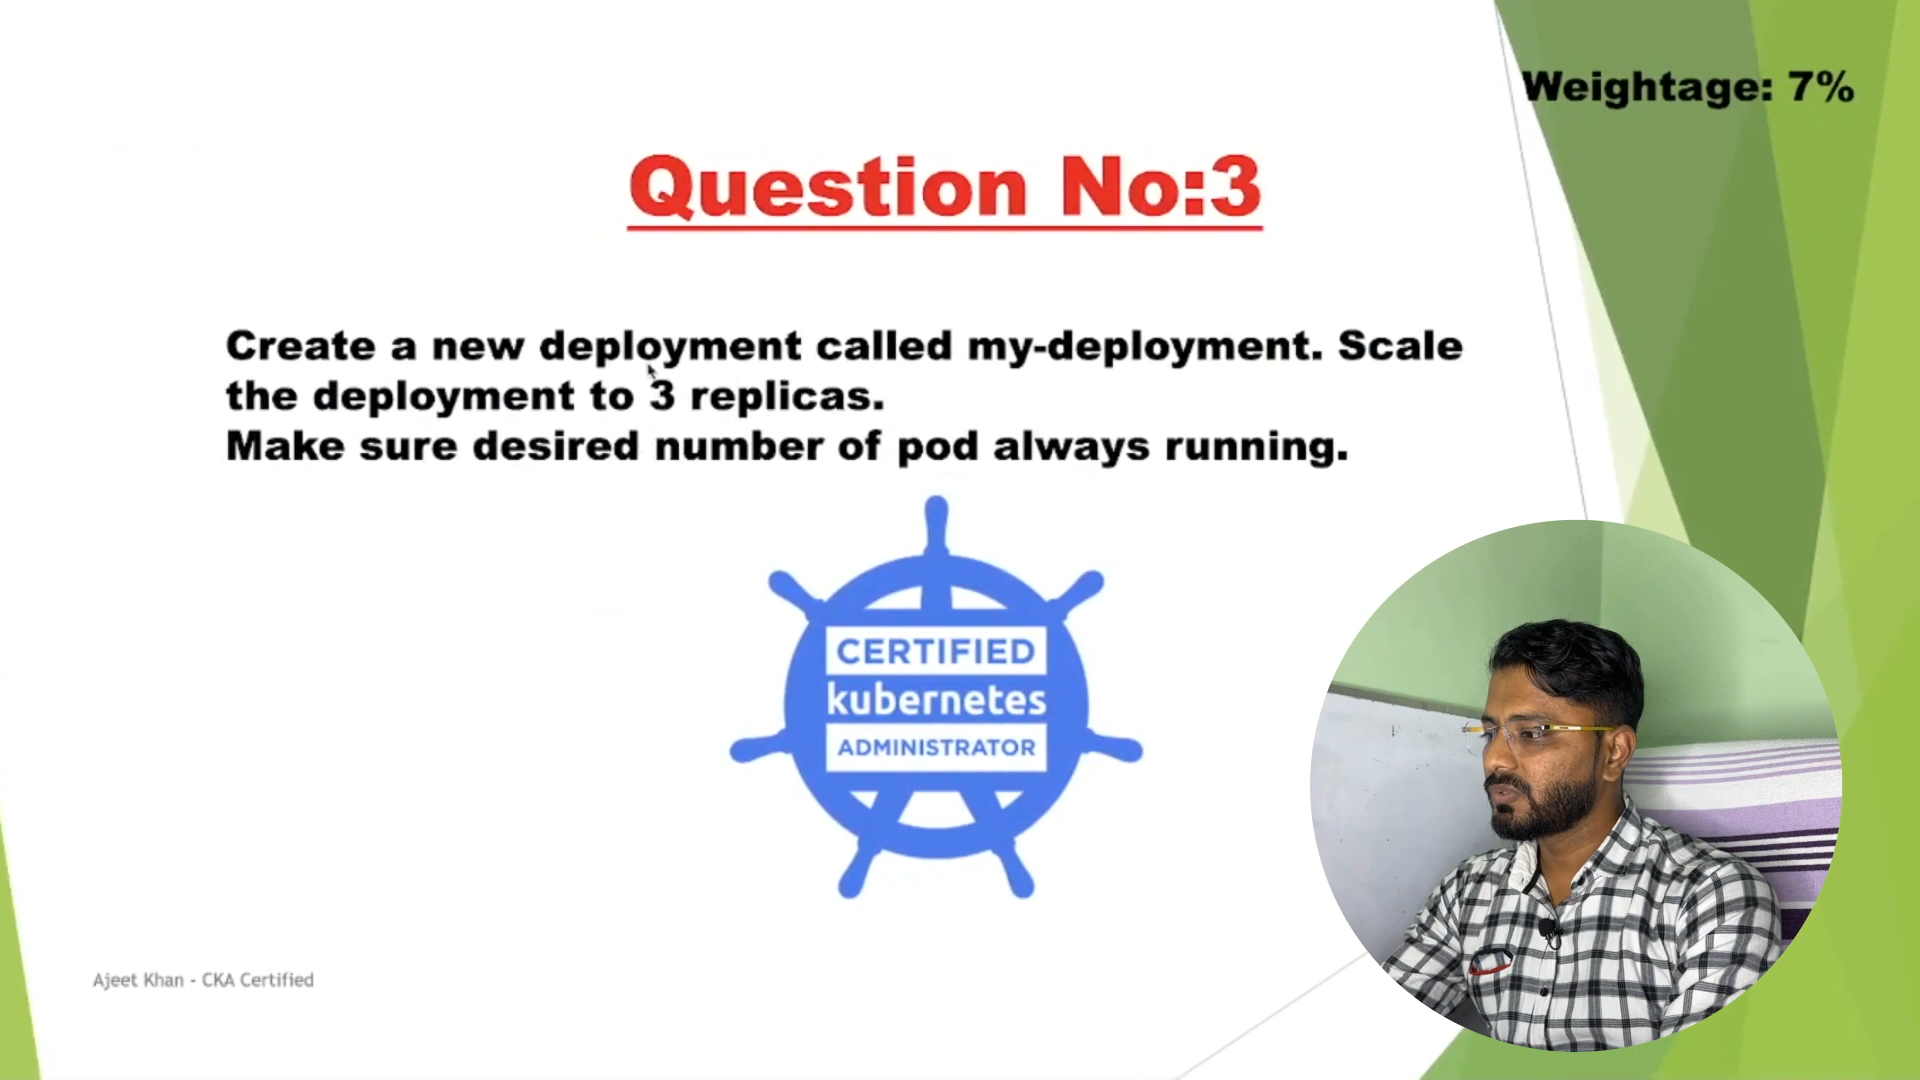 Weightage: 7%
Question No:3
Create a new deployment called my-deployment. Scale
the deployment to 3 replicas.
Make sure desired number of pod always running.
CERTIFIED
kubernetes
ADMINISTRATOR
Ajeet Khan - CKA Certified